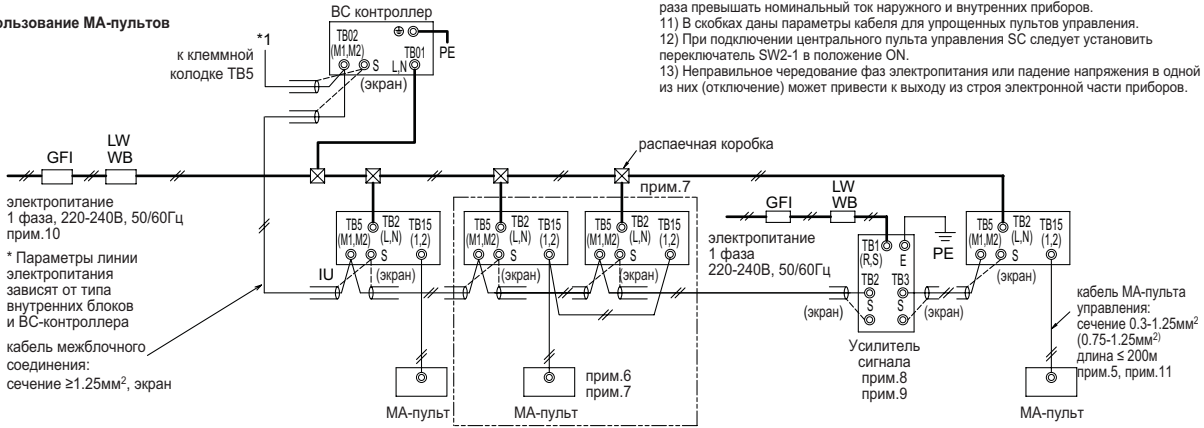 раза превышать номинальный ток наружного и внутренних приборов.
11) В скобках даны параметры кабеля для упрощенных пультов управления.
12) При подключении центрального пульта управления SC следует установить
переключатель SW2-1 в положение ON.
13) Неправильное чередование фаз электропитания или падение напряжения в одной
из них (отключение) может привести к выходу из строя электронной части приборов.
ользование МА-пультов
BC контроллер
*1
к клеммной
колодке TB5
TB02
(M1,M2)
S
TB01
L,N
PE
(экран)
GFI
LW
WB
распаечная коробка
прим.7
электропитание
1 фаза, 220-240В, 50/60Гц
прим.10
* Параметры линии
электропитания
зависят от типа
внутренних блоков
и BC-контроллера
кабель межблочного
соединения:
сечение ≥1.25мм², экран
IU
TB5
(M1,M2)
S
TB2
(L,N)
TB15
(1,2)
(экран)
МА-пульт
TB5
(M1,M2)
S
TB2
(L,N)
TB15
(1,2)
(экран)
МА-пульт
прим.6
прим.7
TB5
(M1,M2)
S
TB2
(L,N)
TB15
(1,2)
(экран)
GFI
LW
WB
электропитание
1 фаза
220-240В, 50/60Гц
TB1
(R,S)
E
PE
TB2
TB3
S
S
(экран)
(экран)
Усилитель
сигнала
прим.8
прим.9
TB5
(M1,M2)
S
TB2
(L,N)
TB15
(1,2)
(экран)
кабель МА-пульта
управления:
сечение 0.3-1.25мм²
(0.75-1.25мм²)
длина ≤ 200м
прим.5, прим.11
МА-пульт